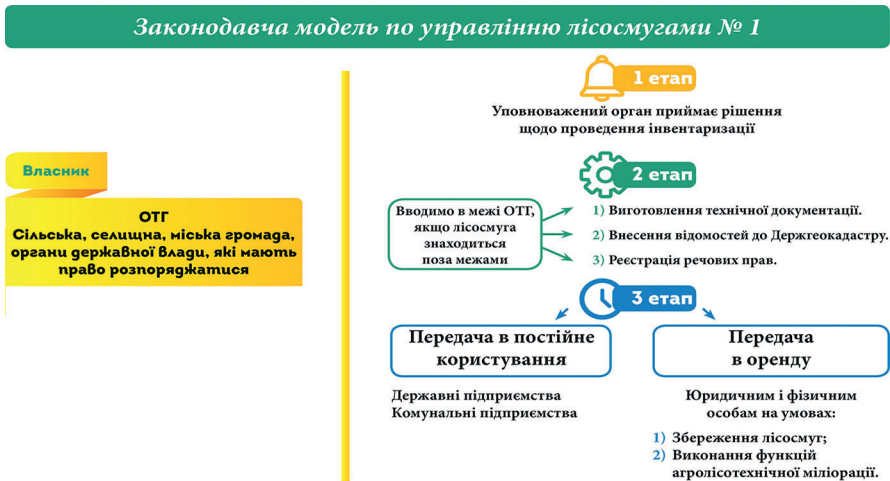 Законодавча модель по управлінню лісосмугами № 1
Власник
ОТГ
Сільська, селищна, міська громада,
органи державної влади, які мають
право розпоряджатися
1 етап
Уповноважений орган приймає рішення
щодо проведення інвентаризації
2 етап
Вводимо в межі ОТГ,
якщо лісосмуга
знаходиться
поза межами
1) Виготовлення технічної документації.
2) Внесення відомостей до Держгеокадастру.
3) Реєстрація речових прав.
3 етап
Передача в постійне
користування
Державні підприємства
Комунальні підприємства
Передача
в оренду
Юридичним і фізичним
особам на умовах:
1) Збереження лісосмуг;
2) Виконання функцій
агролісотехнічної міліорації.